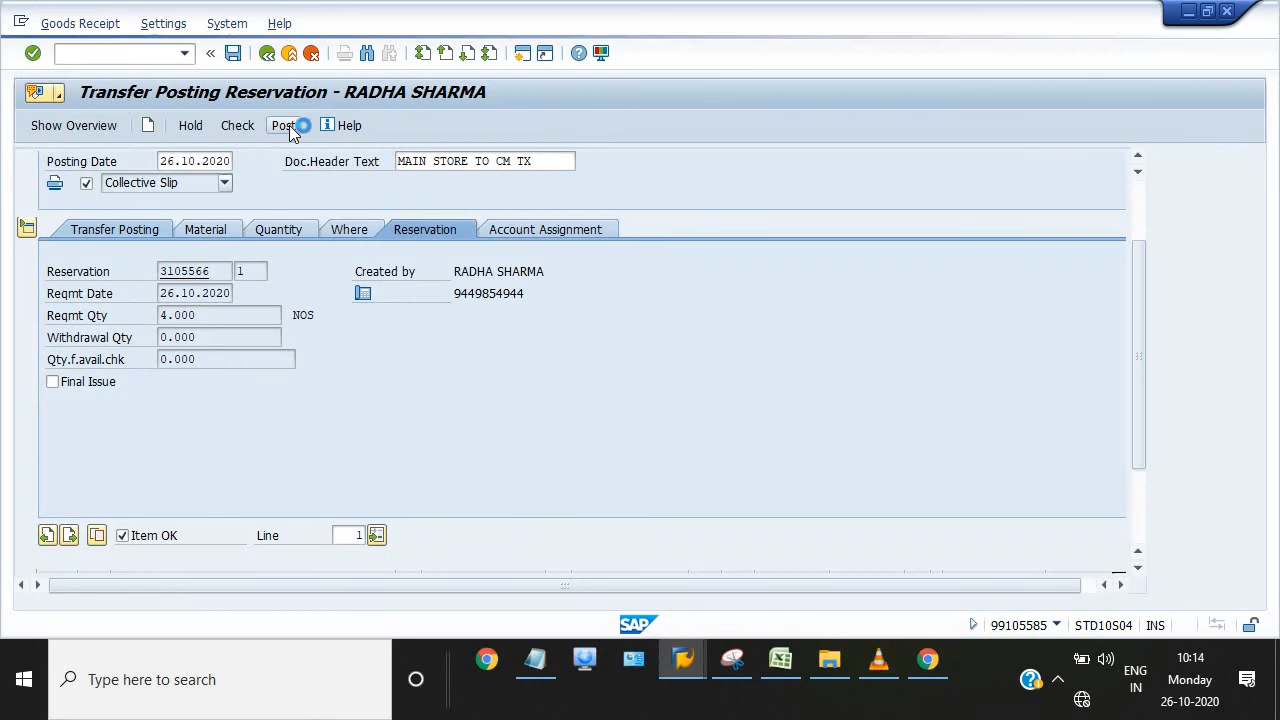 Goods Receipt Settings System Help
Transfer Posting Reservation - RADHA SHARMA
Show Overview Hold Check Post Help
Posting Date 26.10.2020 Doc.Header Text MAIN STORE TO CM TX
Collective Slip
Transfer Posting Material Quantity Where Reservation Account Assignment
Reservation 3105566 1 Created by RADHA SHARMA
Reqmt Date 26.10.2020 9449854944
Reqmt Qty 4.000 NOS
Withdrawal Qty 0.000
Qty.f.avail.chk 0.000
Final Issue
Item OK Line 1
SAP 99105585 STD10S04 INS
Type here to search
ENG
IN
10:14
Monday
26-10-2020